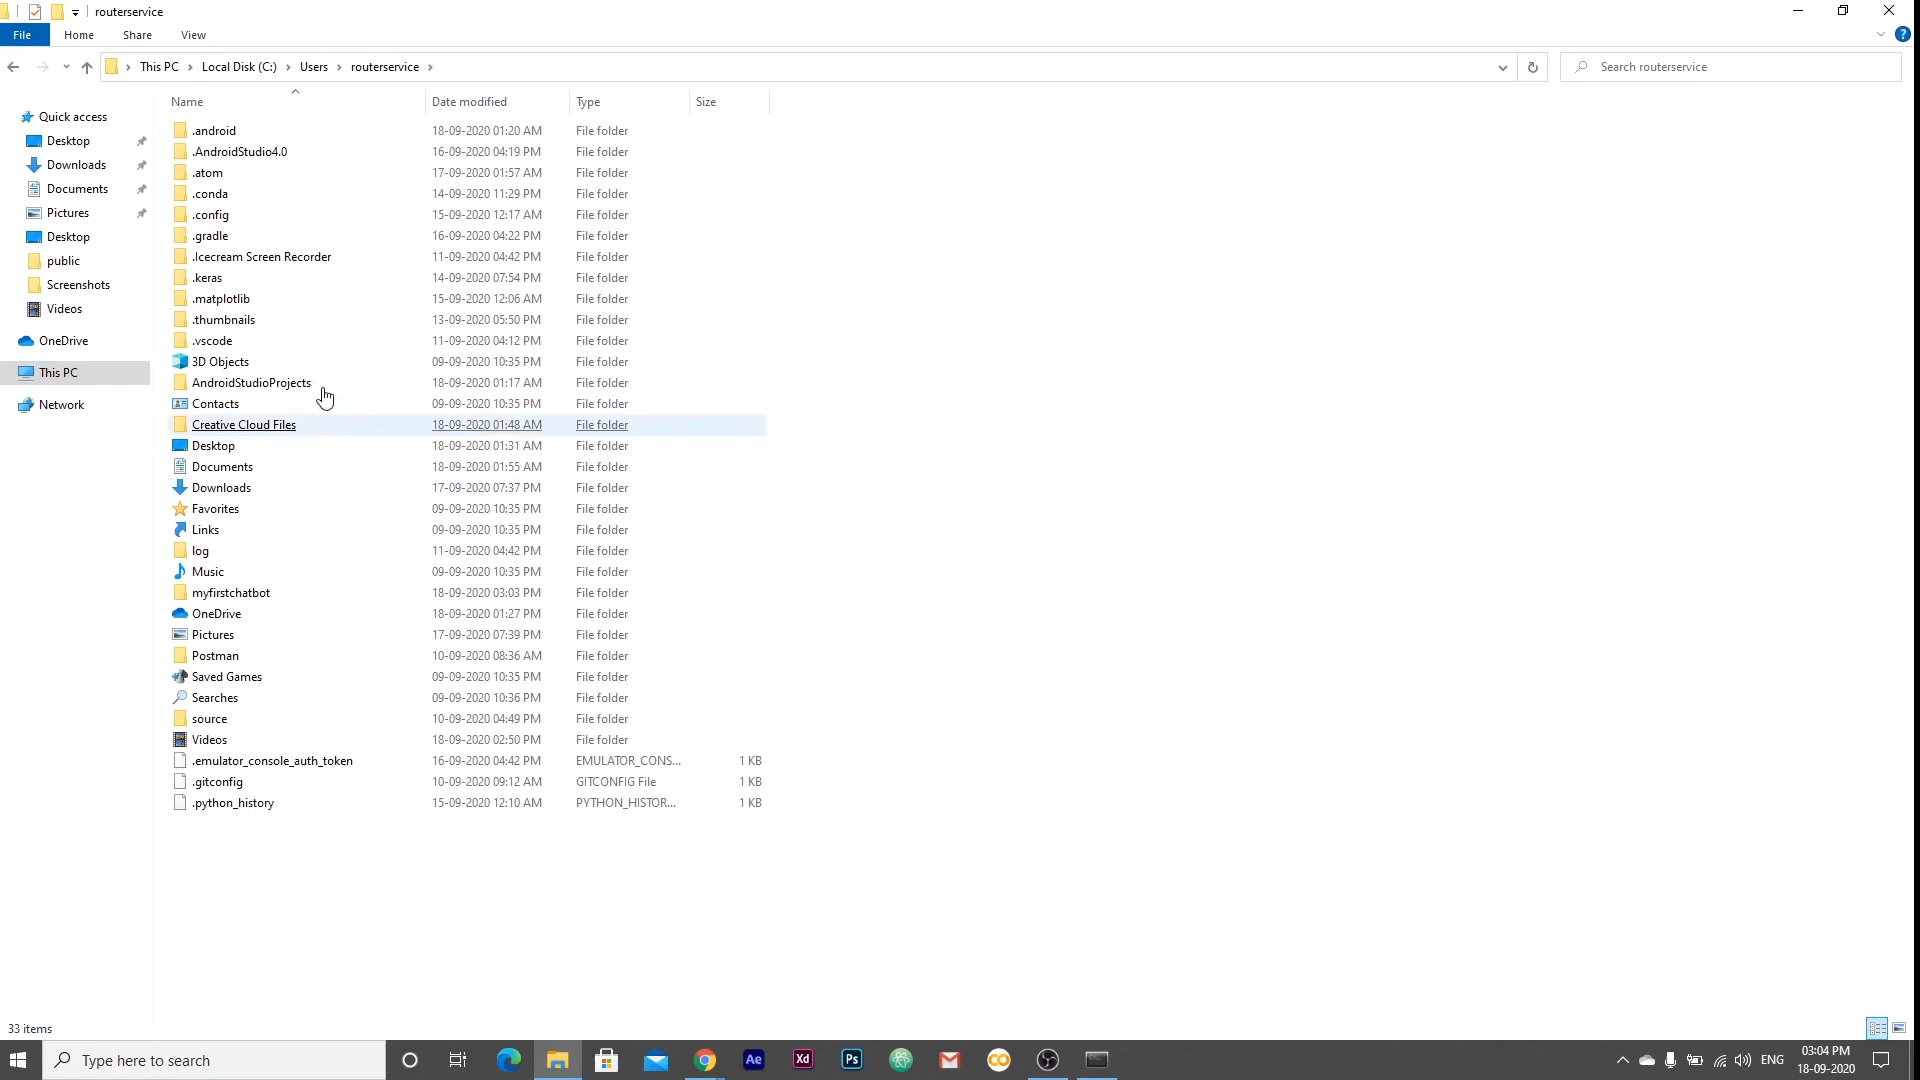 routerservice
File Home Share View
This PC Local Disk (C:) Users routerservice
Search routerservice
Name Date modified Type Size
Quick access
Desktop
Downloads
Documents
Pictures
Desktop
public
Screenshots
Videos
OneDrive
This PC
Network
.android 18-09-2020 01:20 AM File folder
.AndroidStudio4.0 16-09-2020 04:19 PM File folder
.atom 17-09-2020 01:57 AM File folder
.conda 14-09-2020 11:29 PM File folder
.config 15-09-2020 12:17 AM File folder
.gradle 16-09-2020 04:22 PM File folder
.Icecream Screen Recorder 11-09-2020 04:42 PM File folder
.keras 14-09-2020 07:54 PM File folder
.matplotlib 15-09-2020 12:06 AM File folder
.thumbnails 13-09-2020 05:50 PM File folder
.vscode 11-09-2020 04:12 PM File folder
3D Objects 09-09-2020 10:35 PM File folder
AndroidStudioProjects 18-09-2020 01:17 AM File folder
Contacts 09-09-2020 10:35 PM File folder
Creative Cloud Files 18-09-2020 01:48 AM File folder
Desktop 18-09-2020 01:31 AM File folder
Documents 18-09-2020 01:55 AM File folder
Downloads 17-09-2020 07:37 PM File folder
Favorites 09-09-2020 10:35 PM File folder
Links 09-09-2020 10:35 PM File folder
log 11-09-2020 04:42 PM File folder
Music 09-09-2020 10:35 PM File folder
myfirstchatbot 18-09-2020 03:03 PM File folder
OneDrive 18-09-2020 01:27 PM File folder
Pictures 17-09-2020 07:39 PM File folder
Postman 10-09-2020 08:36 AM File folder
Saved Games 09-09-2020 10:35 PM File folder
Searches 09-09-2020 10:36 PM File folder
source 10-09-2020 04:49 PM File folder
Videos 18-09-2020 02:50 PM File folder
.emulator_console_auth_token 16-09-2020 04:42 PM EMULATOR_CONS... 1 KB
.gitconfig 10-09-2020 09:12 AM GITCONFIG File 1 KB
.python_history 15-09-2020 12:10 AM PYTHON_HISTOR... 1 KB
33 items
Type here to search
Ae Xd Ps
ENG
03:04 PM
18-09-2020